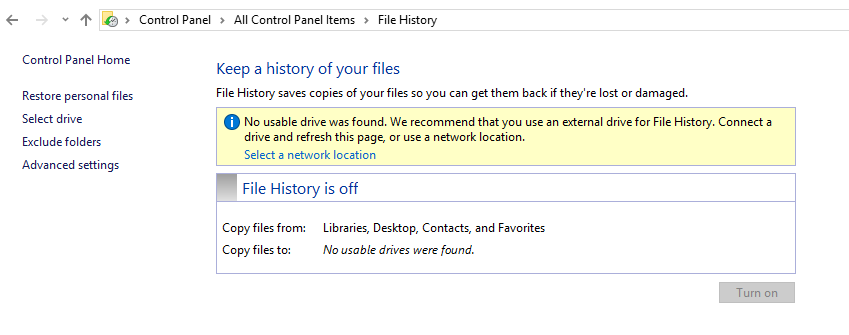 Control Panel > All Control Panel Items > File History
Control Panel Home
Restore personal files
Select drive
Exclude folders
Advanced settings
Keep a history of your files
File History saves copies of your files so you can get them back if they're lost or damaged.
No usable drive was found. We recommend that you use an external drive for File History. Connect a
drive and refresh this page, or use a network location.
Select a network location
File History is off
Copy files from: Libraries, Desktop, Contacts, and Favorites
Copy files to: No usable drives were found.
Turn on